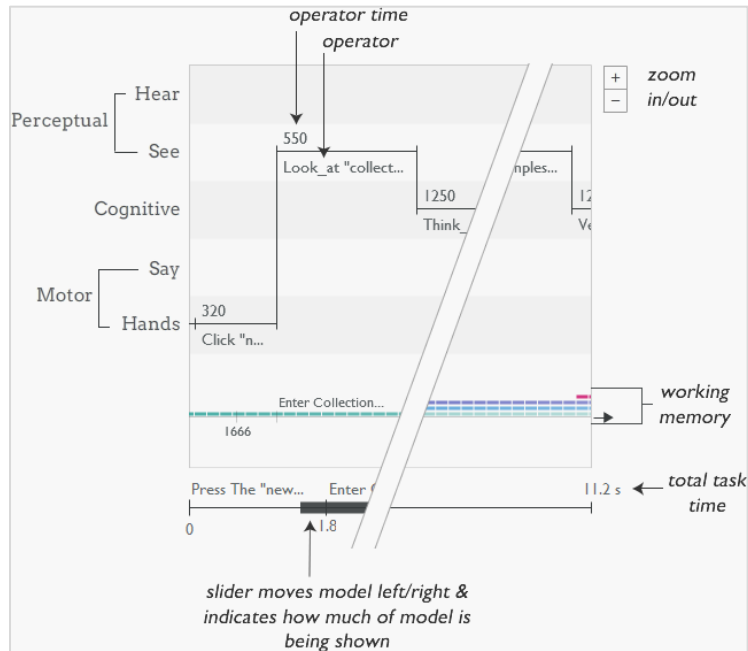 operator time
operator
+
zoom
−
in/out
Hear
Perceptual
550
See
Look_at "collect...
nples...
1250
12
Cognitive
Think_
Ve
Say
Motor
320
Hands
Click "n...
Enter Collection...
working
memory
1666
Press The "new...
Enter C
11.2 s
total task
time
0
1.8
slider moves model left/right &
indicates how much of model is
being shown